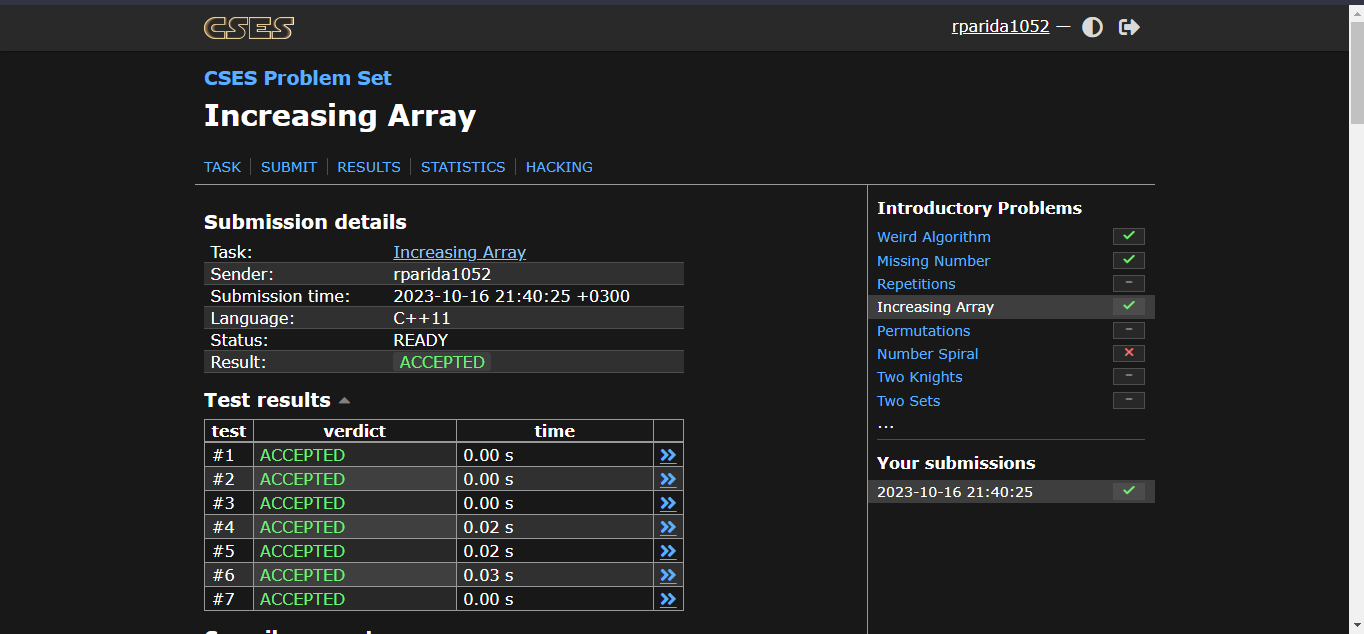 CSES
rparida1052 —
CSES Problem Set
Increasing Array
TASK | SUBMIT | RESULTS | STATISTICS | HACKING
Submission details
Task: Increasing Array
Sender: rparida1052
Submission time: 2023-10-16 21:40:25 +0300
Language: C++11
Status: READY
Result: ACCEPTED
Test results
test verdict time
#1 ACCEPTED 0.00 s »
#2 ACCEPTED 0.00 s »
#3 ACCEPTED 0.00 s »
#4 ACCEPTED 0.02 s »
#5 ACCEPTED 0.02 s »
#6 ACCEPTED 0.03 s »
#7 ACCEPTED 0.00 s »
Introductory Problems
Weird Algorithm
Missing Number
Repetitions –
Increasing Array
Permutations –
Number Spiral
Two Knights –
Two Sets –
...
Your submissions
2023-10-16 21:40:25